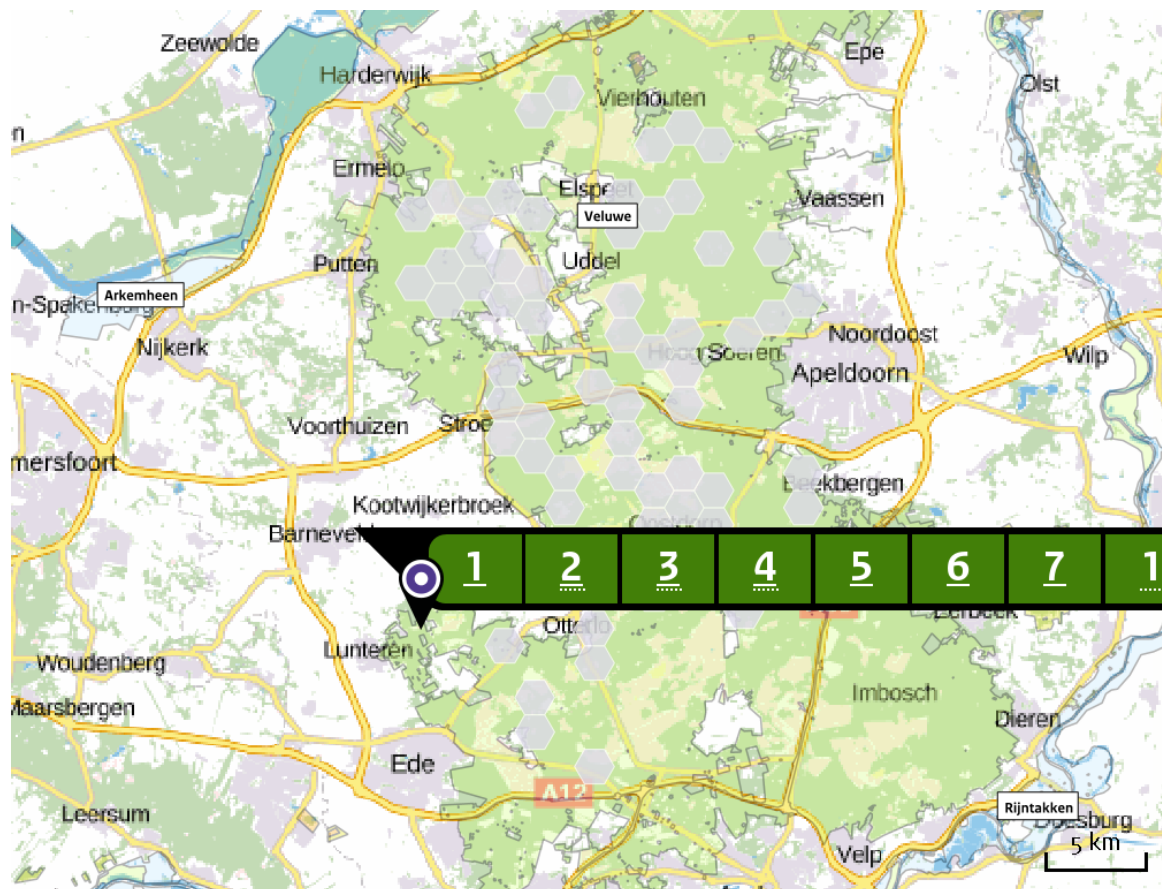 Zeewolde
Harderwijk
Epe
Olst
Vierhouten
n
Ermelo
Elspeet
Vaassen
Veluwe
Putten
Uddel
Arkemheen
n-Spakenburg
Nijkerk
Noordoost
Hoog Soeren
Wilp
Apeldoorn
Voorthuizen
Stroe
mersfoort
Beekbergen
Kootwijkerbroek
Barneveld
1 2 3 4 5 6 7 1
Otterlo
Eerbeek
Lunteren
Woudenberg
Imbosch
Maarsbergen
Dieren
Ede
A12
Rijntakken
Leersum
Doesburg
5 km
Velp